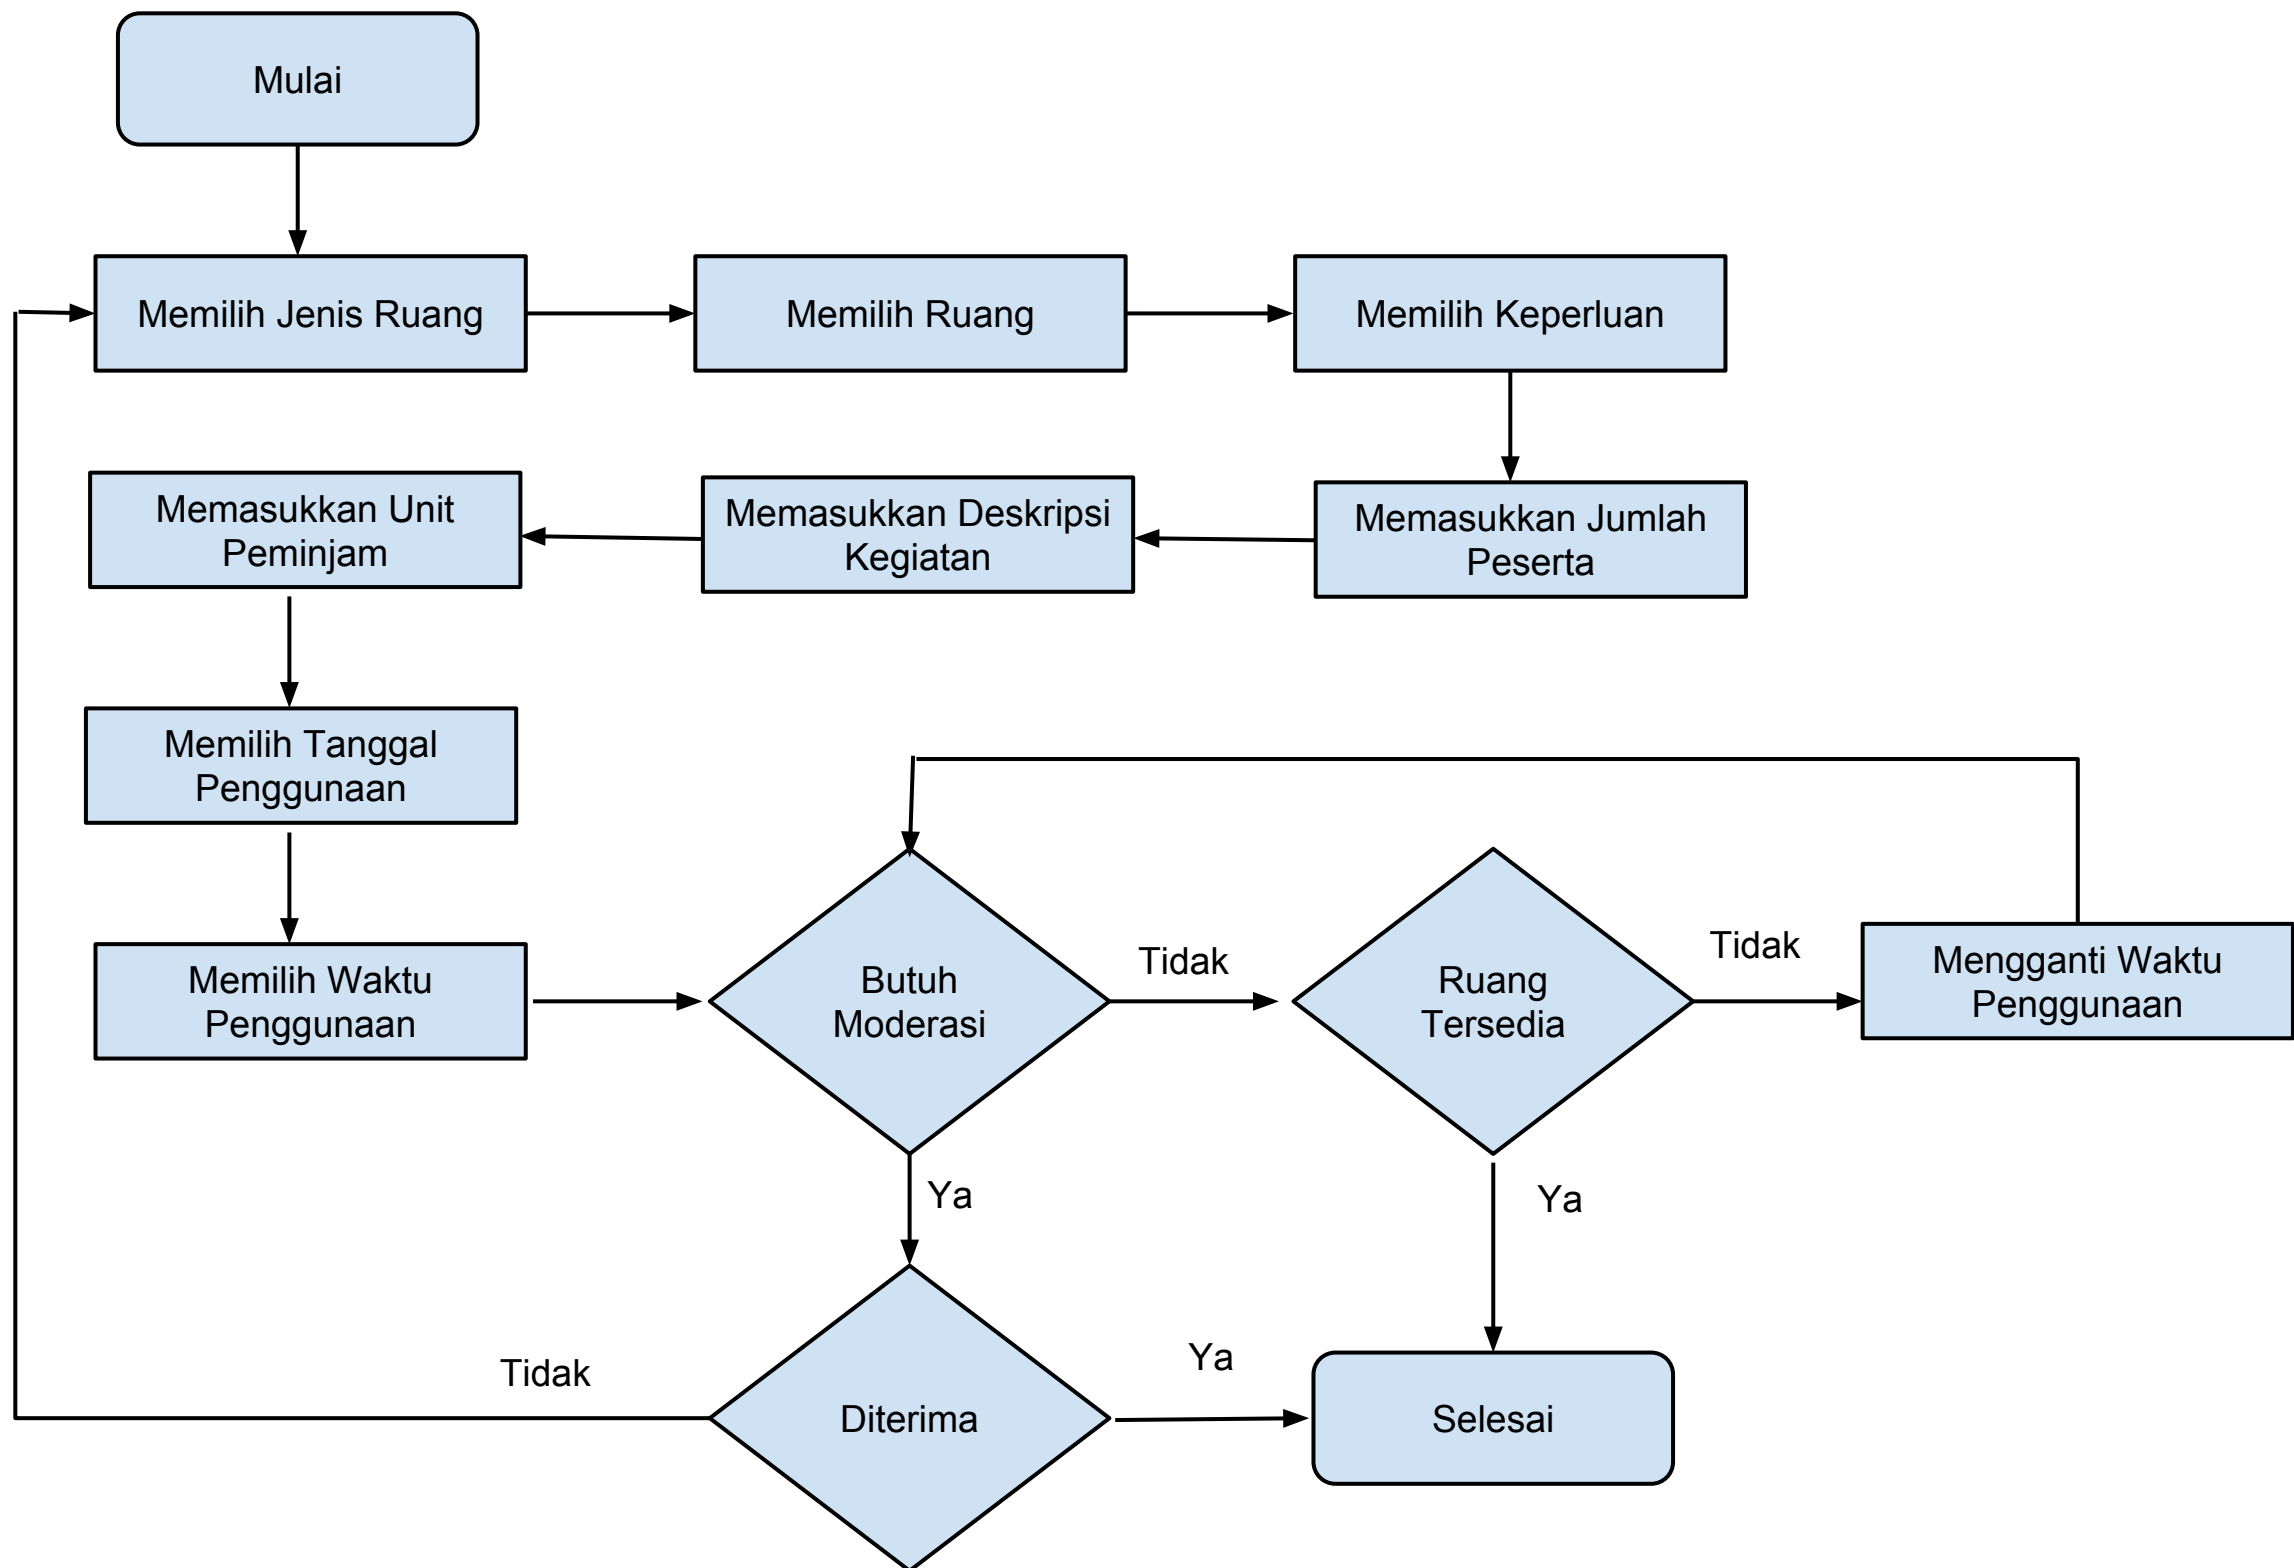 Mulai
Memilih Jenis Ruang
Memilih Ruang
Memilih Keperluan
Memasukkan Jumlah
Peserta
Memasukkan Deskripsi
Kegiatan
Memasukkan Unit
Peminjam
Memilih Tanggal
Penggunaan
Memilih Waktu
Penggunaan
Butuh
Moderasi
Tidak
Ruang
Tersedia
Tidak
Mengganti Waktu
Penggunaan
Ya
Ya
Tidak
Diterima
Ya
Selesai